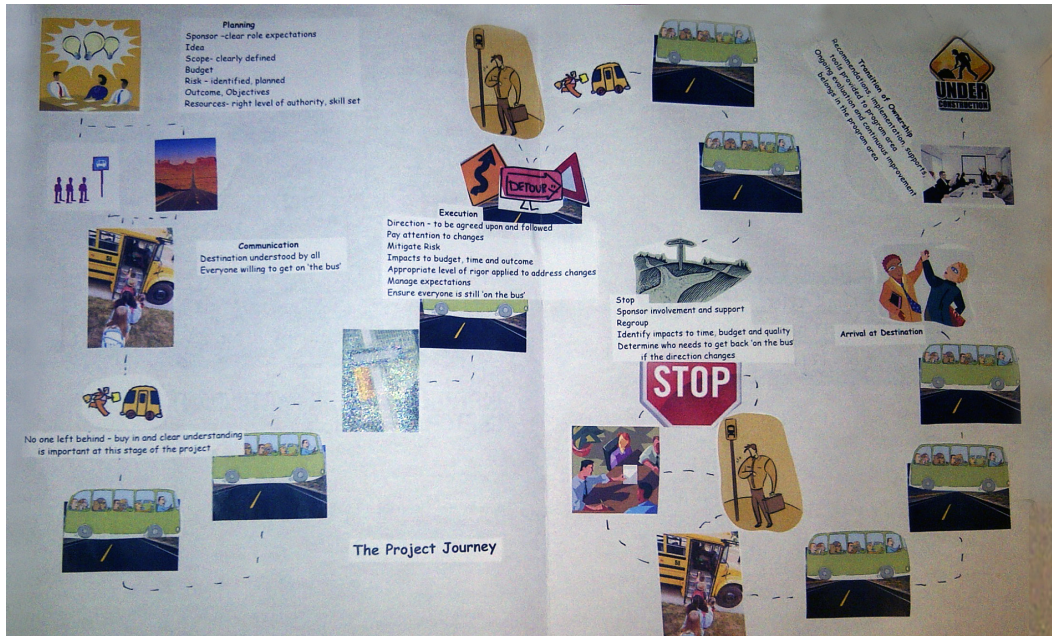 Planning
Sponsor -clear role expectations
Idea
Scope- clearly defined
Budget
Risk - identified, planned
Outcome, Objectives
Resources- right level of authority, skill set
Communication
Destination understood by all
Everyone willing to get on 'the bus'
No one left behind - buy in and clear understanding
is important at this stage of the project
DETOUR
Execution
Direction - to be agreed upon and followed
Pay attention to changes
Mitigate Risk
Impacts to budget, time and outcome
Appropriate level of rigor applied to address changes
Manage expectations
Ensure everyone is still 'on the bus'
Stop
Sponsor involvement and support
Regroup
Identify impacts to time, budget and quality
Determine who needs to get back 'on the bus'
if the direction changes
STOP
Arrival at Destination
Transition of Ownership
Recommendations, implementation, supports,
tools provided to program area
Ongoing evaluation and continuous improvement
belongs in the program area
UNDER
CONSTRUCTION
The Project Journey